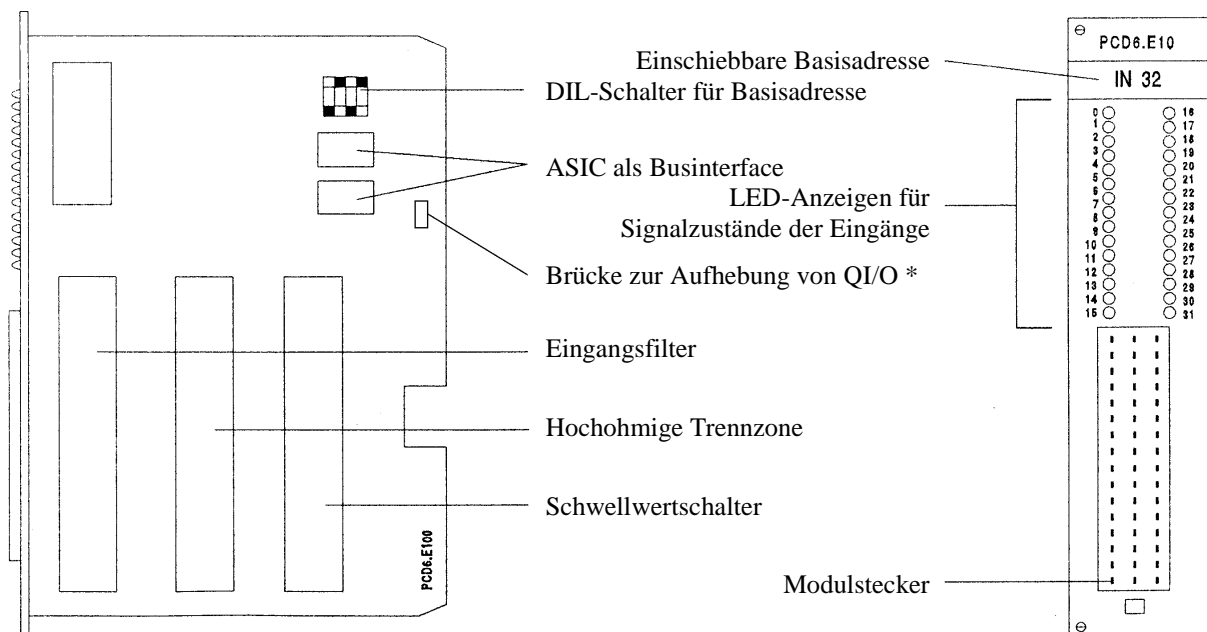 PCD6.E10
Einschiebbare Basisadresse
IN 32
DIL-Schalter für Basisadresse
ASIC als Businterface
LED-Anzeigen für
Signalzustände der Eingänge
Brücke zur Aufhebung von QI/O *
Eingangsfilter
Hochohmige Trennzone
Schwellwertschalter
PCD6.E100
Modulstecker
0 16
1 17
2 18
3 19
4 20
5 21
6 22
7 23
8 24
9 25
10 26
11 27
12 28
13 29
14 30
15 31